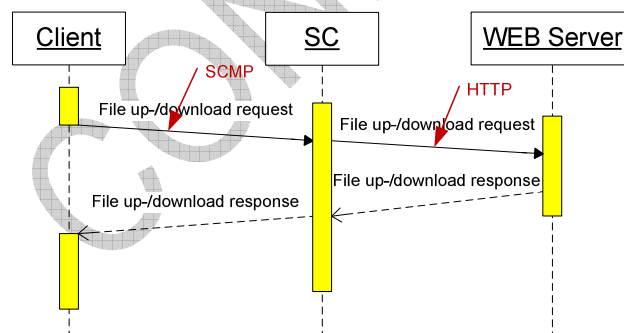 Client
SC
WEB Server
SCMP
HTTP
File up-/download request
File up-/download request
File up-/download response
File up-/download response
CON